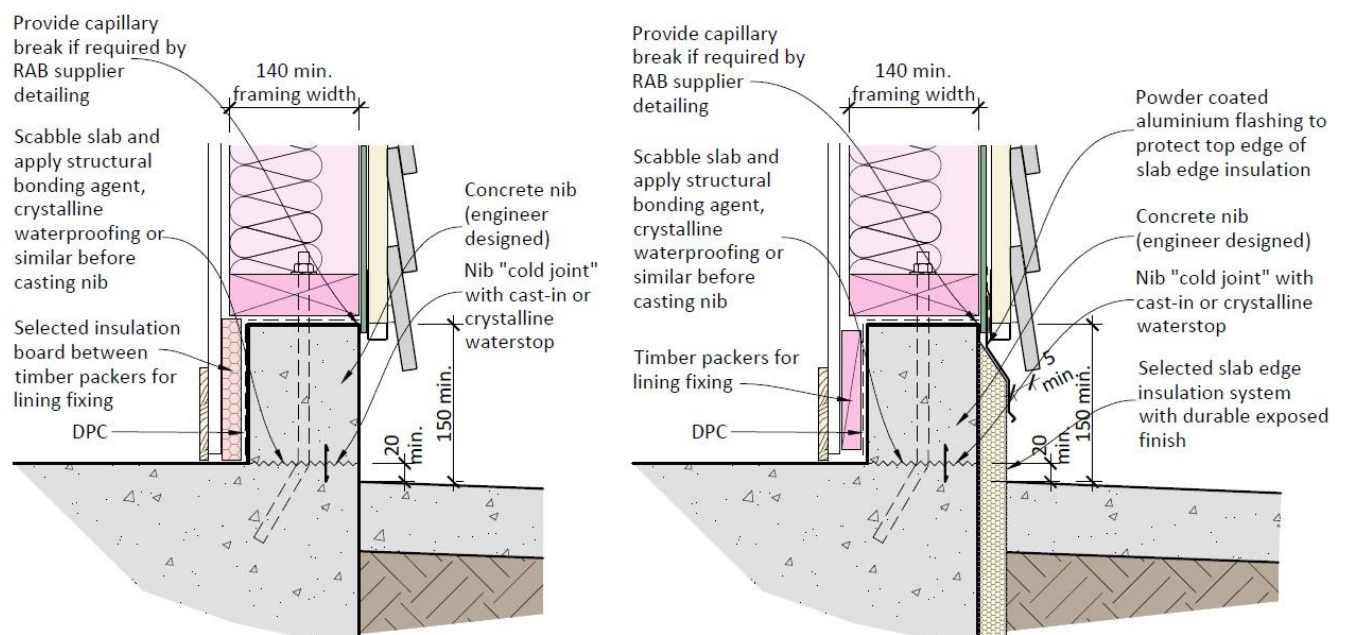 Provide capillary
break if required by
RAB supplier
detailing
140 min.
framing width
Scabble slab and
apply structural
bonding agent,
crystalline
waterproofing or
similar before
casting nib
Concrete nib
(engineer
designed)
Nib "cold joint"
with cast-in or
crystalline
waterstop
Selected insulation
board between
timber packers for
lining fixing
DPC
20
min.
150 min.
Provide capillary
break if required by
RAB supplier
detailing
140 min.
framing width
Powder coated
aluminium flashing to
protect top edge of
slab edge insulation
Scabble slab and
apply structural
bonding agent,
crystalline
waterproofing or
similar before
casting nib
Concrete nib
(engineer designed)
Nib "cold joint" with
cast-in or crystalline
waterstop
Timber packers for
lining fixing
5
min.
Selected slab edge
insulation system
with durable exposed
finish
DPC
20
min.
150 min.